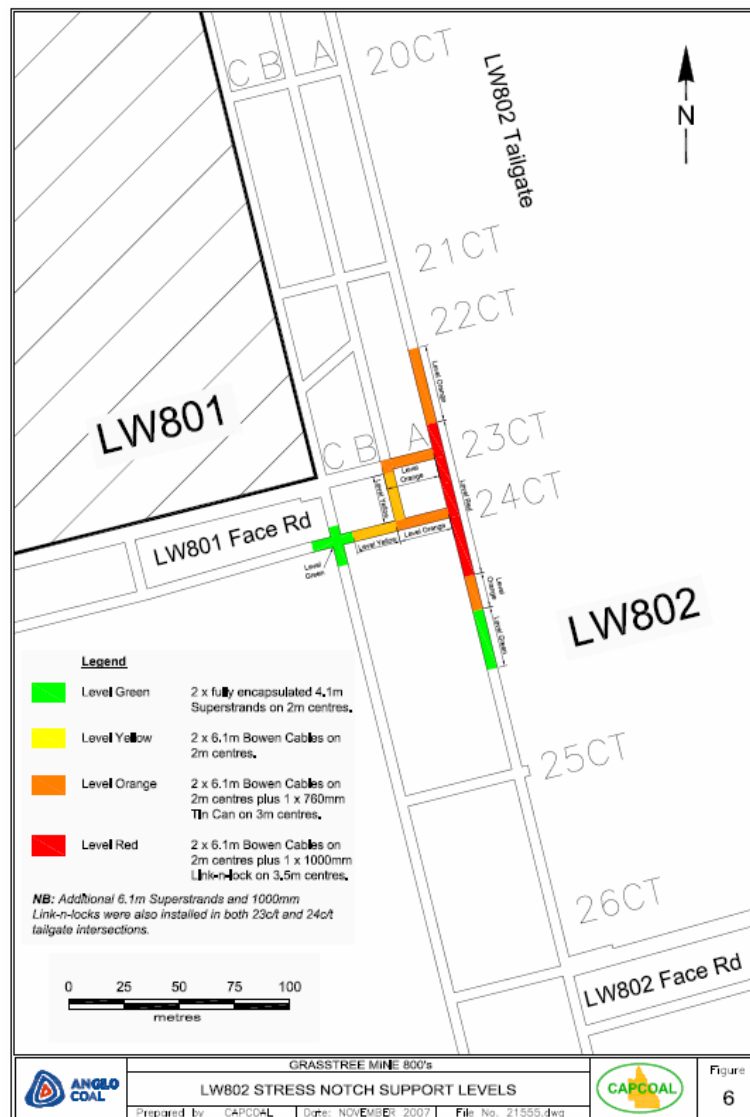 C B A 20CT
LW802 Tailgate
N
21CT
22CT
Level Orange
LW801
C B A 23CT
Level Orange
Level Yellow
Level Red
24CT
LW801 Face Rd
Level Yellow
Level Orange
Level Green
Level Orange
Level Green
LW802
Legend
Level Green 2 x fully encapsulated 4.1m
Superstrands on 2m centres.
Level Yellow 2 x 6.1m Bowen Cables on
2m centres.
Level Orange 2 x 6.1m Bowen Cables on
2m centres plus 1 x 760mm
Tin Can on 3m centres.
Level Red 2 x 6.1m Bowen Cables on
2m centres plus 1 x 1000mm
Link-n-lock on 3.5m centres.
NB: Additional 6.1m Superstrands and 1000mm
Link-n-locks were also installed in both 23c/t and 24c/t
tailgate intersections.
25CT
26CT
LW802 Face Rd
0 25 50 75 100
metres
ANGLO
COAL
GRASSTREE MINE 800's
LW802 STRESS NOTCH SUPPORT LEVELS
Prepared by CAPCOAL Date: NOVEMBER 2007 File No. 21555.dwg
CAPCOAL
Figure
6